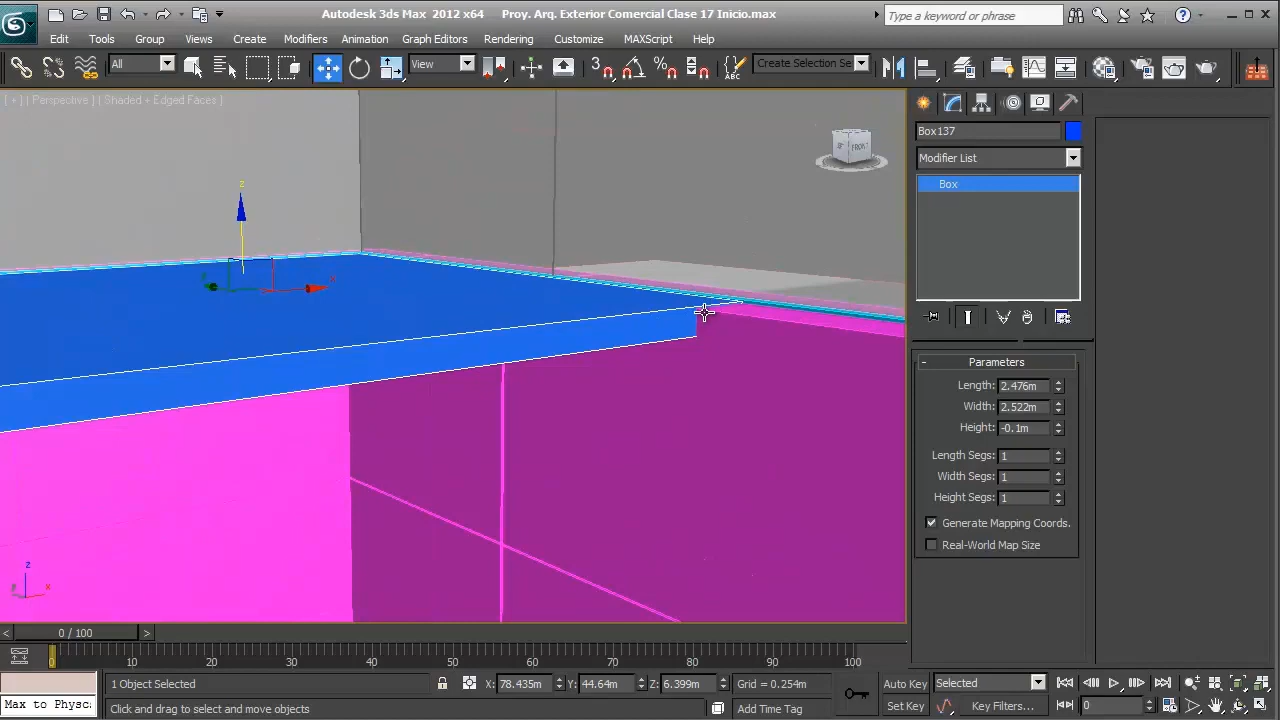 Autodesk 3ds Max 2012 x64 Proy. Arq. Exterior Comercial Clase 17 Inicio.max
Type a keyword or phrase
Edit Tools Group Views Create Modifiers Animation Graph Editors Rendering Customize MAXScript Help
All View Create Selection Se
[ + ] [ Perspective ] [ Shaded + Edged Faces ]
FRONT
Box137
Modifier List
Box
z
x
- Parameters
Length: 2.476m
Width: 2.522m
Height: -0.1m
Length Segs: 1
Width Segs: 1
Height Segs: 1
Generate Mapping Coords.
Real-World Map Size
z
x
< 0 / 100 >
0 10 20 30 40 50 60 70 80 90 100
1 Object Selected X: 78.435m Y: 44.64m Z: 6.399m Grid = 0.254m Auto Key Selected
Max to Physc Click and drag to select and move objects Add Time Tag Set Key Key Filters... 0